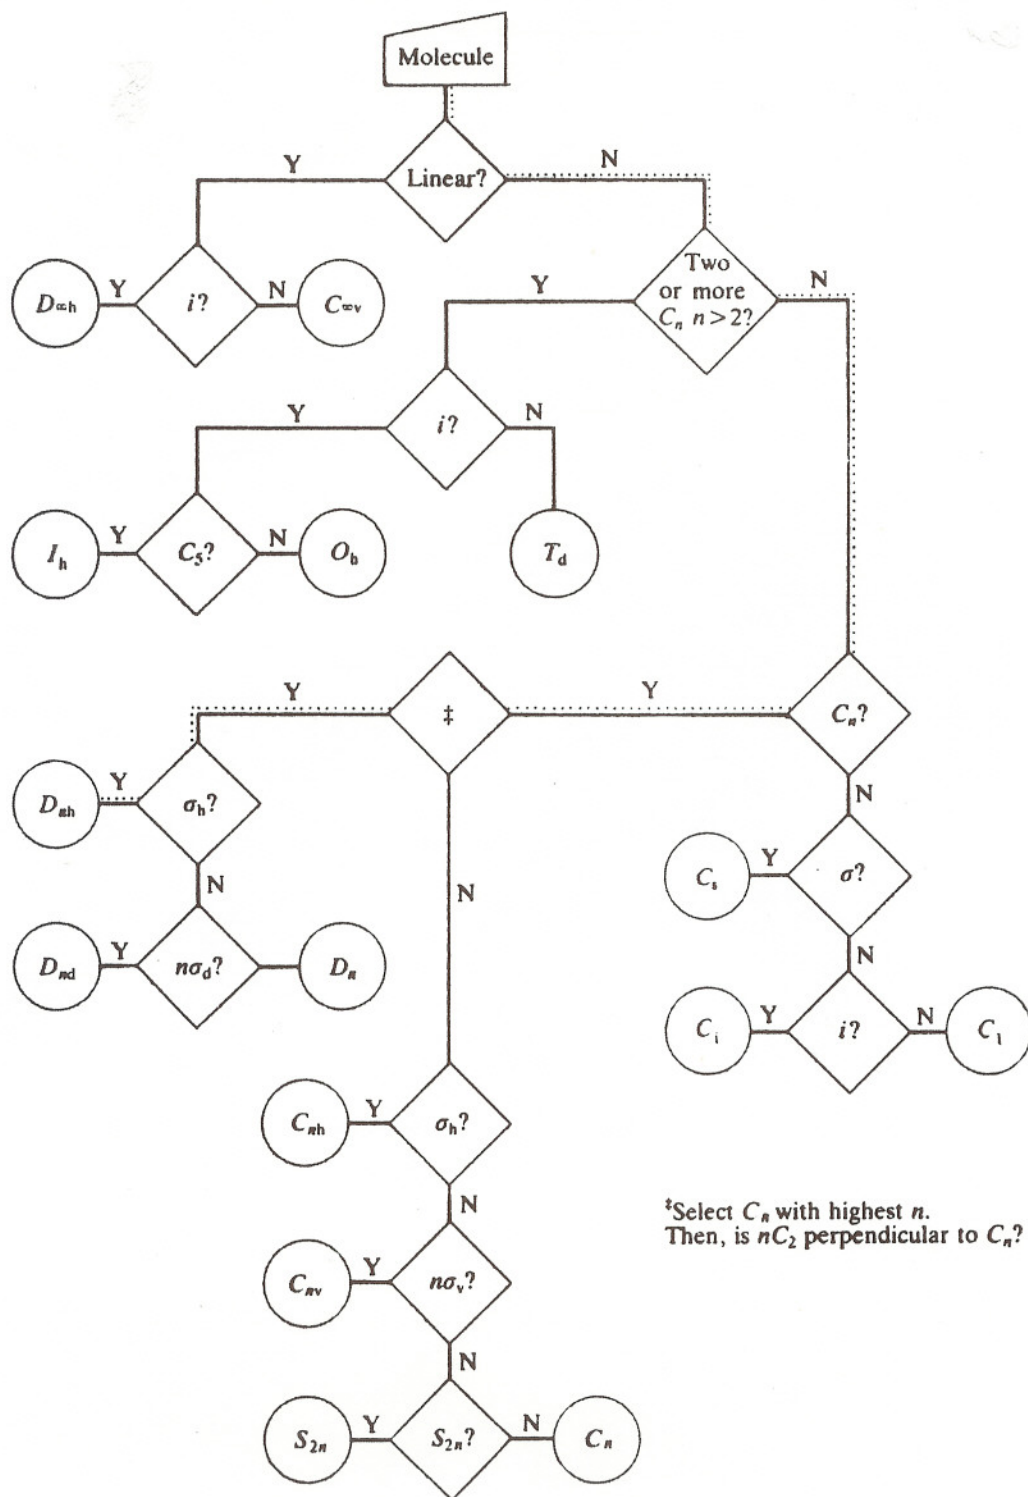 Molecule
Y
N
Linear?
Two
or more
Cₙ n > 2?
D∞h
Y
i?
N
C∞v
Y
N
Y
i?
N
Iₕ
Y
C₅?
N
Oₕ
T_d
Y
‡
Y
Cₙ?
Dₙₕ
Y
σₕ?
N
N
Cₛ
Y
σ?
N
N
Dₙd
Y
nσd?
Dₙ
Cᵢ
Y
i?
N
C₁
Cₙₕ
Y
σₕ?
N
‡Select Cₙ with highest n.
Then, is nC₂ perpendicular to Cₙ?
Cₙᵥ
Y
nσᵥ?
N
S₂ₙ
Y
S₂ₙ?
N
Cₙ